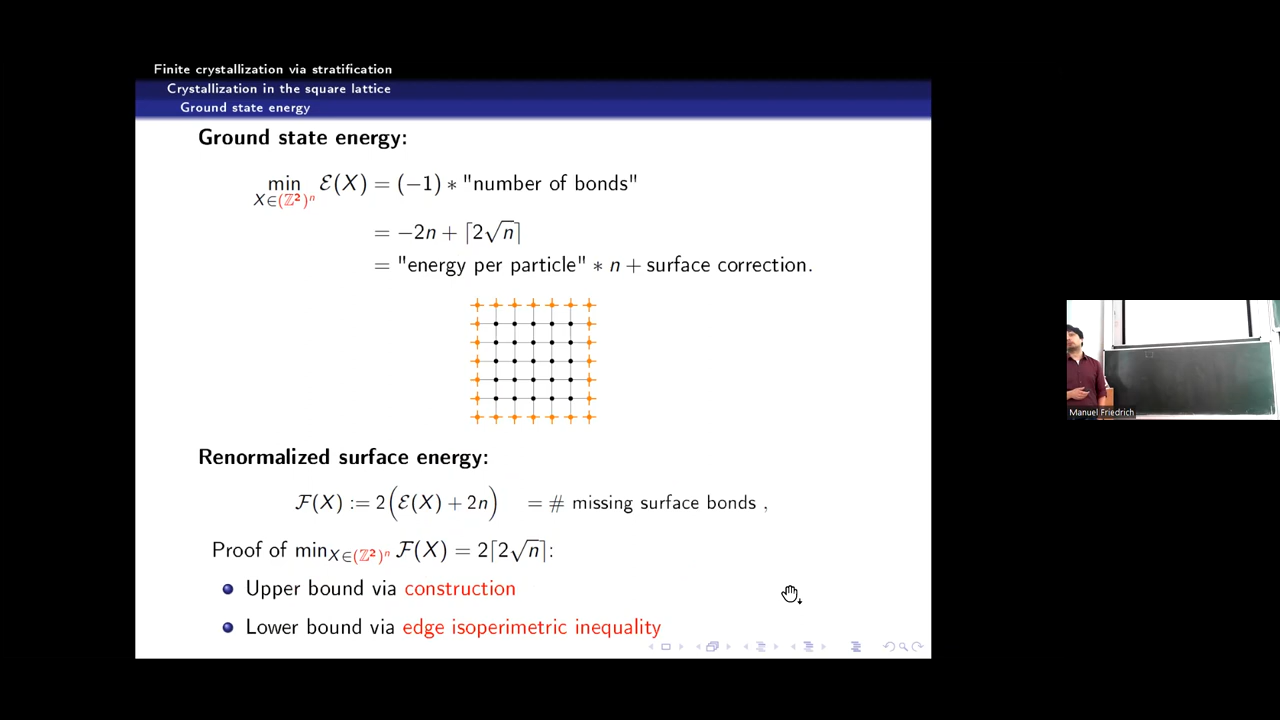 Finite crystallization via stratification
Crystallization in the square lattice
Ground state energy
Ground state energy:
min_{X∈(ℤ²)ⁿ} ℰ(X) = (−1) ∗ "number of bonds"
= −2n + ⌈2√n⌉
= "energy per particle" ∗ n + surface correction.
Renormalized surface energy:
ℱ(X) := 2(ℰ(X) + 2n) = # missing surface bonds ,
Proof of min_{X∈(ℤ²)ⁿ} ℱ(X) = 2⌈2√n⌉:
Upper bound via construction
Lower bound via edge isoperimetric inequality
Manuel Friedrich